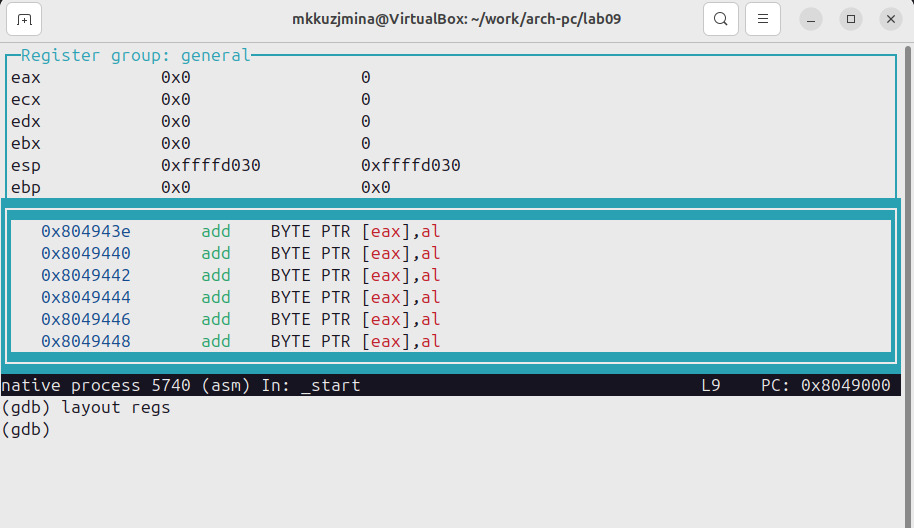 mkkuzjmina@VirtualBox: ~/work/arch-pc/lab09
Register group: general
eax 0x0 0
ecx 0x0 0
edx 0x0 0
ebx 0x0 0
esp 0xffffd030 0xffffd030
ebp 0x0 0x0
0x804943e add BYTE PTR [eax],al
0x8049440 add BYTE PTR [eax],al
0x8049442 add BYTE PTR [eax],al
0x8049444 add BYTE PTR [eax],al
0x8049446 add BYTE PTR [eax],al
0x8049448 add BYTE PTR [eax],al
native process 5740 (asm) In: _start L9 PC: 0x8049000
(gdb) layout regs
(gdb)